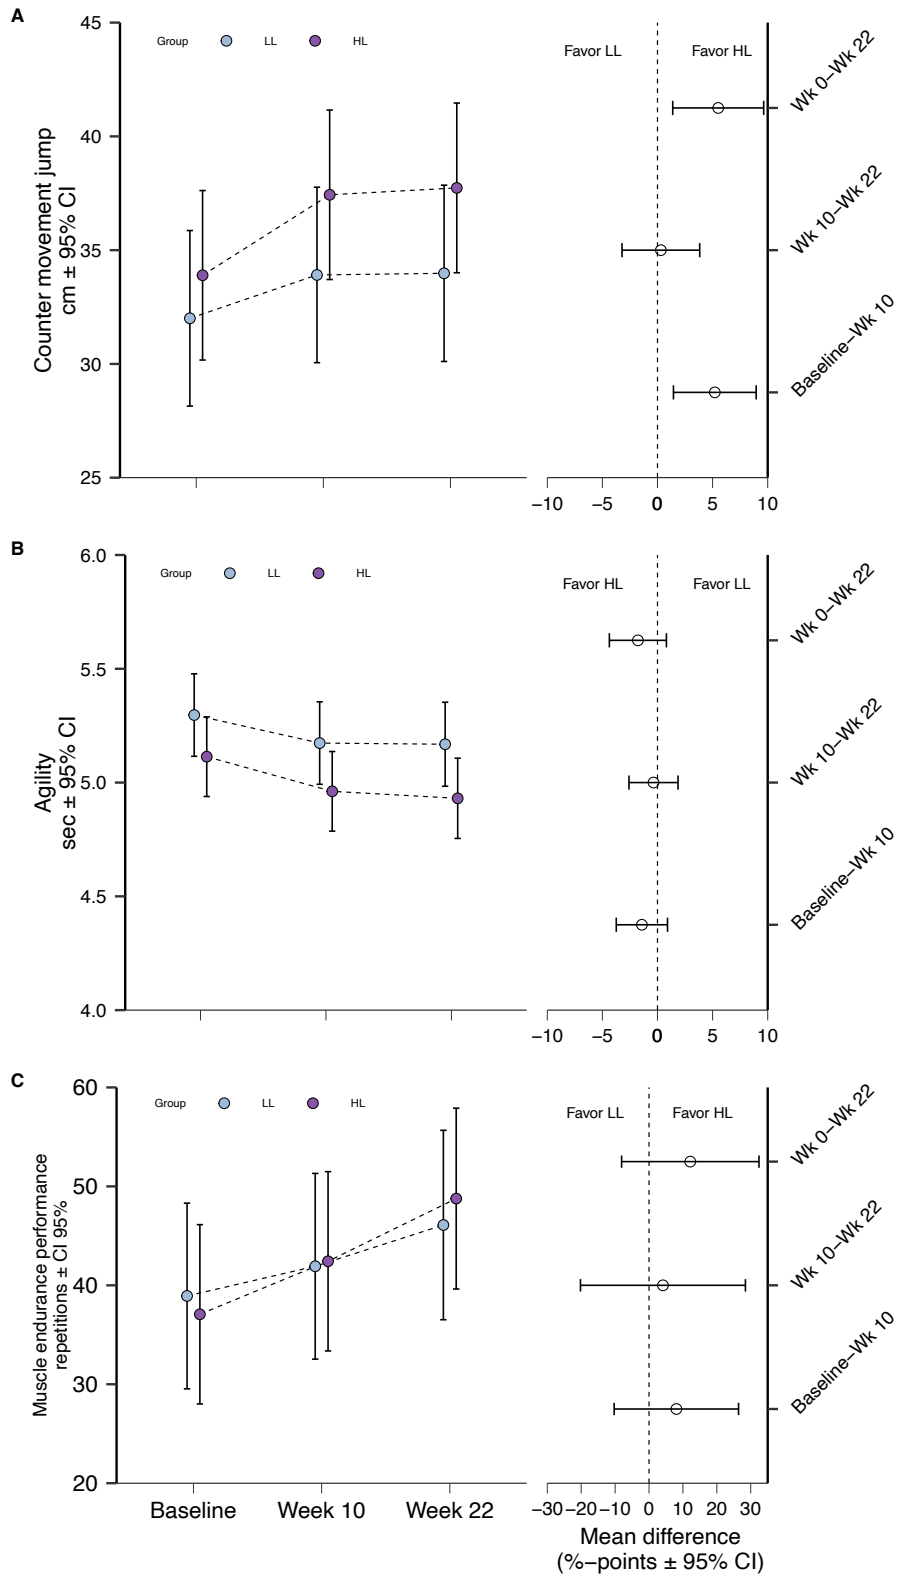 A
45
40
35
30
25
Counter movement jump
cm ± 95% CI
Group LL HL
Favor LL Favor HL
Wk 0−Wk 22
Wk 10−Wk 22
Baseline−Wk 10
−10 −5 0 5 10
B
6.0
5.5
5.0
4.5
4.0
Agility
sec ± 95% CI
Group LL HL
Favor HL Favor LL
Wk 0−Wk 22
Wk 10−Wk 22
Baseline−Wk 10
−10 −5 0 5 10
C
60
50
40
30
20
Muscle endurance performance
repetitions ± CI 95%
Group LL HL
Favor LL Favor HL
Wk 0−Wk 22
Wk 10−Wk 22
Baseline−Wk 10
Baseline Week 10 Week 22
−30 −20 −10 0 10 20 30
Mean difference
(%−points ± 95% CI)